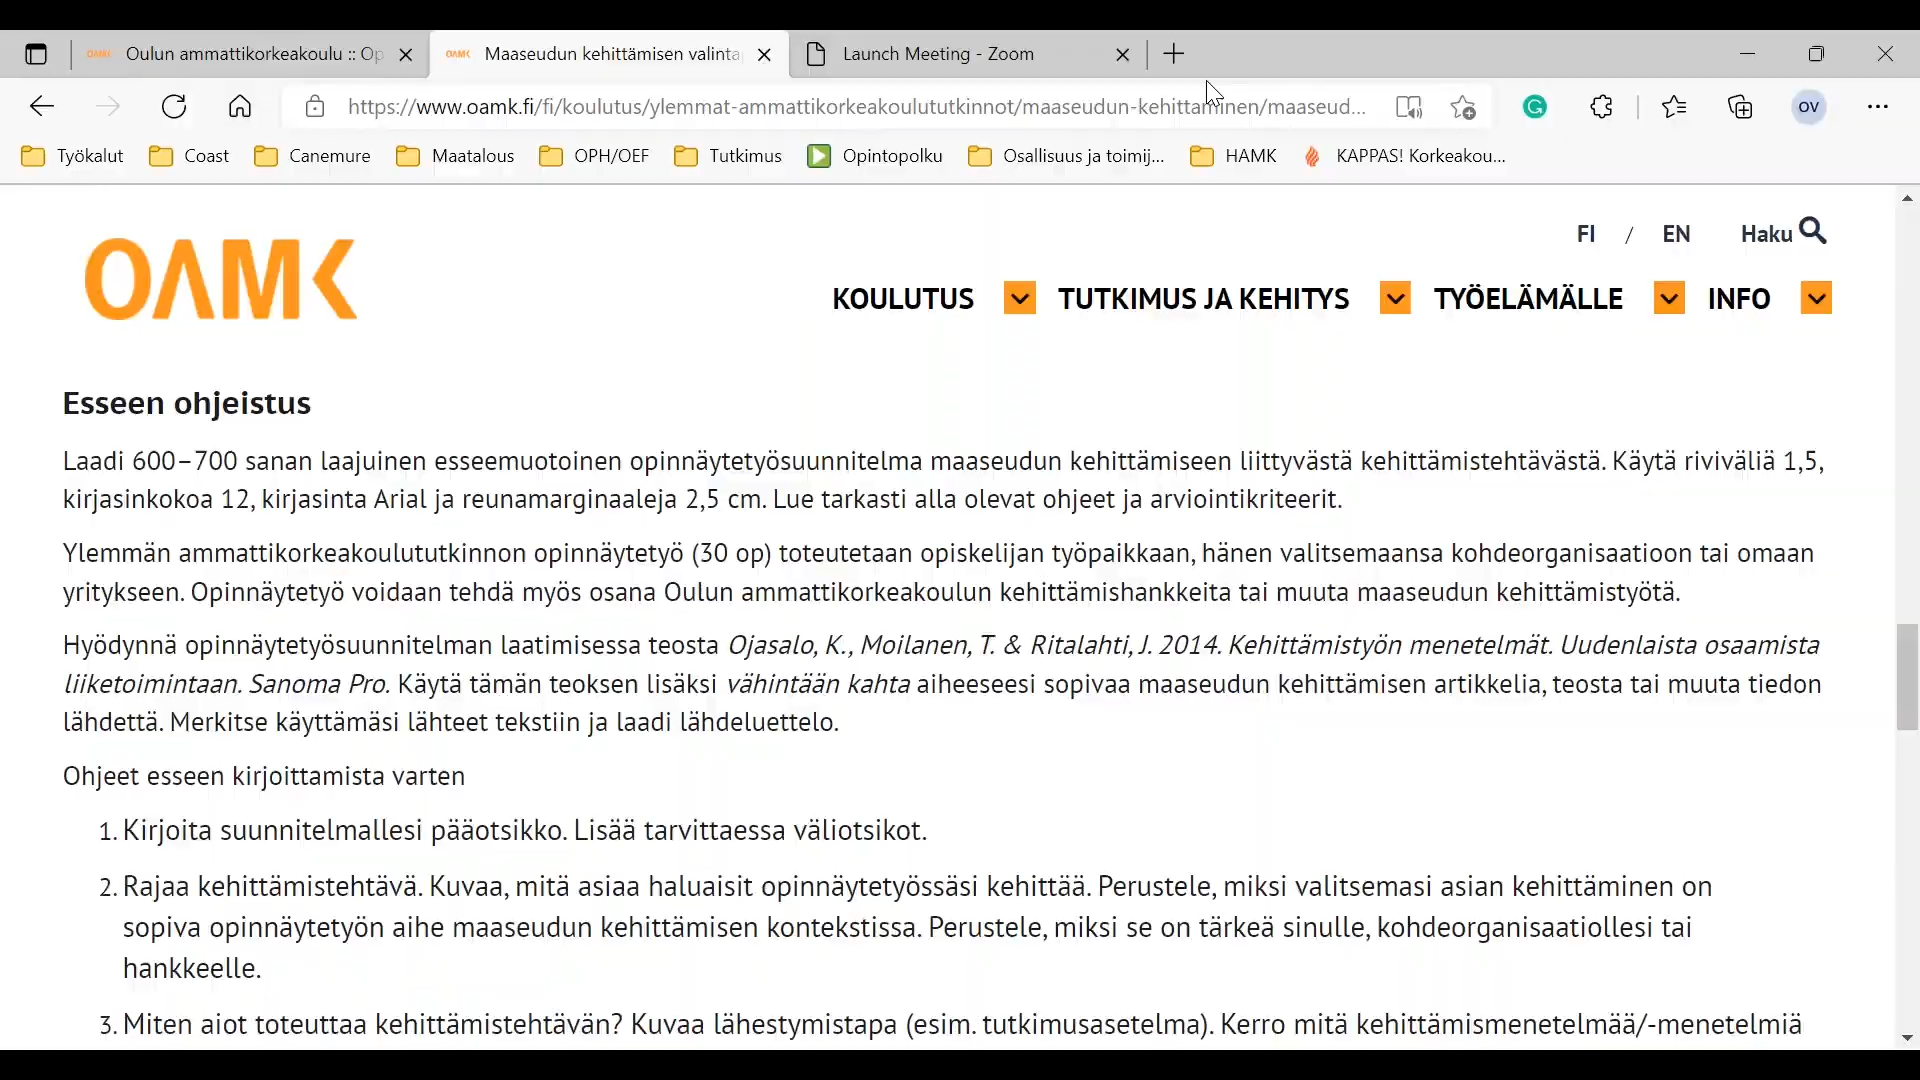 Oulun ammattikorkeakoulu :: Op
Maaseudun kehittämisen valinta
Launch Meeting - Zoom
https://www.oamk.fi/fi/koulutus/ylemmat-ammattikorkeakoulututkinnot/maaseudun-kehittaminen/maaseud...
OV
Työkalut
Coast
Canemure
Maatalous
OPH/OEF
Tutkimus
Opintopolku
Osallisuus ja toimij...
HAMK
KAPPAS! Korkeakou...
FI / EN Haku
OAMK
KOULUTUS TUTKIMUS JA KEHITYS TYÖELÄMÄLLE INFO
Esseen ohjeistus
Laadi 600–700 sanan laajuinen esseemuotoinen opinnäytetyösuunnitelma maaseudun kehittämiseen liittyvästä kehittämistehtävästä. Käytä riviväliä 1,5,
kirjasinkokoa 12, kirjasinta Arial ja reunamarginaaleja 2,5 cm. Lue tarkasti alla olevat ohjeet ja arviointikriteerit.
Ylemmän ammattikorkeakoulututkinnon opinnäytetyö (30 op) toteutetaan opiskelijan työpaikkaan, hänen valitsemaansa kohdeorganisaatioon tai omaan
yritykseen. Opinnäytetyö voidaan tehdä myös osana Oulun ammattikorkeakoulun kehittämishankkeita tai muuta maaseudun kehittämistyötä.
Hyödynnä opinnäytetyösuunnitelman laatimisessa teosta Ojasalo, K., Moilanen, T. & Ritalahti, J. 2014. Kehittämistyön menetelmät. Uudenlaista osaamista
liiketoimintaan. Sanoma Pro. Käytä tämän teoksen lisäksi vähintään kahta aiheeseesi sopivaa maaseudun kehittämisen artikkelia, teosta tai muuta tiedon
lähdettä. Merkitse käyttämäsi lähteet tekstiin ja laadi lähdeluettelo.
Ohjeet esseen kirjoittamista varten
1. Kirjoita suunnitelmallesi pääotsikko. Lisää tarvittaessa väliotsikot.
2. Rajaa kehittämistehtävä. Kuvaa, mitä asiaa haluaisit opinnäytetyössäsi kehittää. Perustele, miksi valitsemasi asian kehittäminen on
sopiva opinnäytetyön aihe maaseudun kehittämisen kontekstissa. Perustele, miksi se on tärkeä sinulle, kohdeorganisaatiollesi tai
hankkeelle.
3. Miten aiot toteuttaa kehittämistehtävän? Kuvaa lähestymistapa (esim. tutkimusasetelma). Kerro mitä kehittämismenetelmää/-menetelmiä